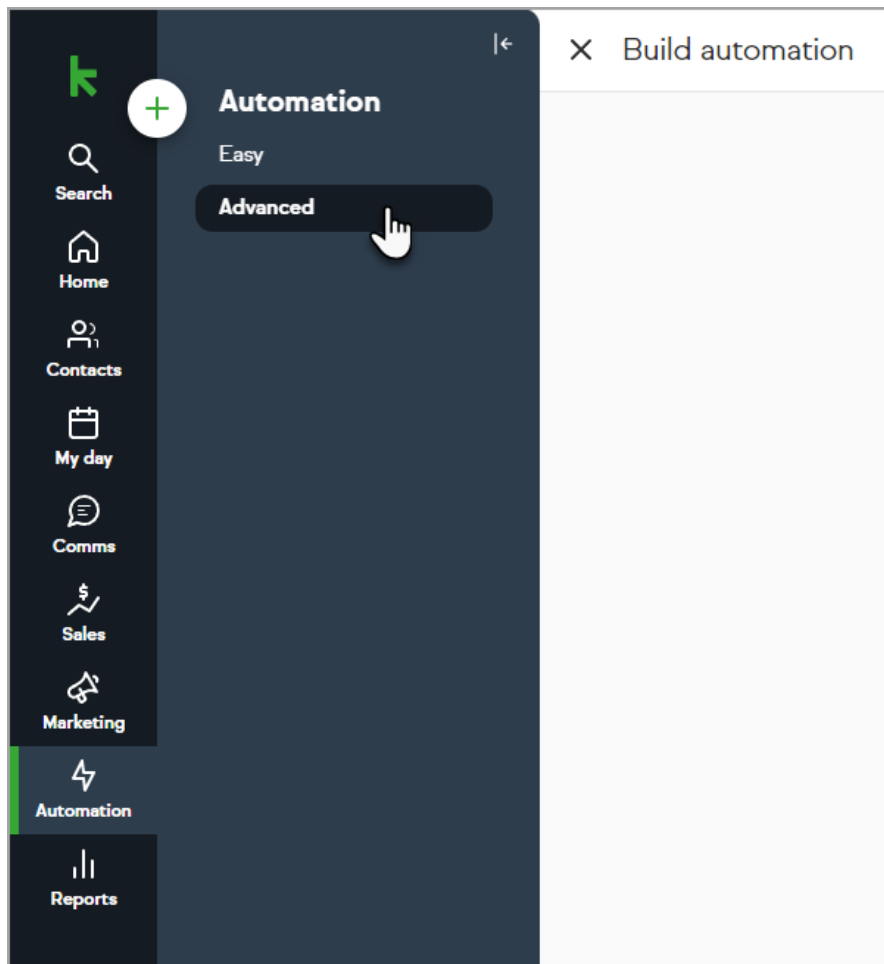 Search
Home
Contacts
My day
Comms
Sales
Marketing
Automation
Reports
Automation
Easy
Advanced
Build automation